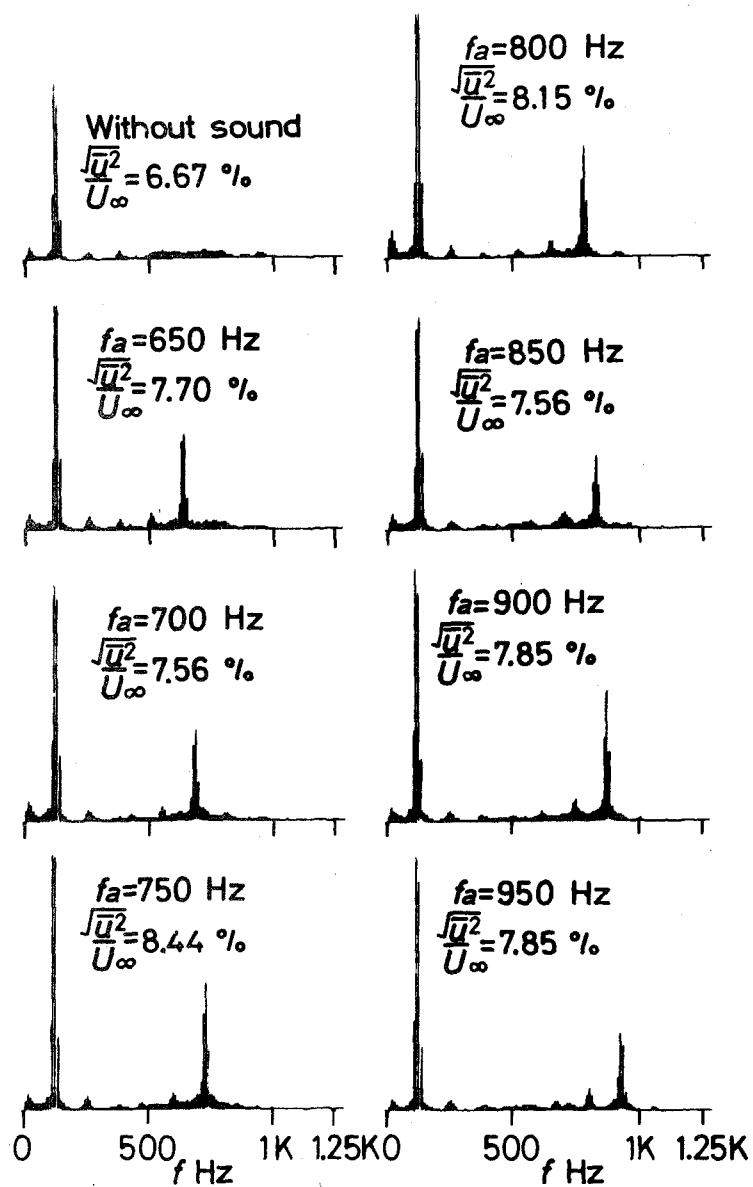 Without sound
√u̅² / U∞ = 6.67 %
fa=650 Hz
√u̅² / U∞ = 7.70 %
fa=700 Hz
√u̅² / U∞ = 7.56 %
fa=750 Hz
√u̅² / U∞ = 8.44 %
0 500 1K 1.25K
f Hz
fa=800 Hz
√u̅² / U∞ = 8.15 %
fa=850 Hz
√u̅² / U∞ = 7.56 %
fa=900 Hz
√u̅² / U∞ = 7.85 %
fa=950 Hz
√u̅² / U∞ = 7.85 %
0 500 1K 1.25K
f Hz